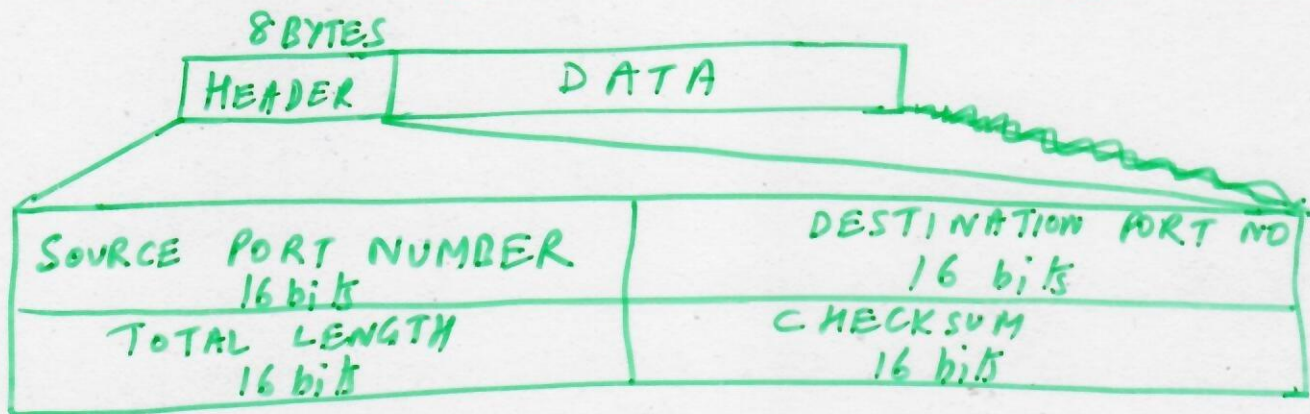 8 BYTES
HEADER DATA
SOURCE PORT NUMBER
16 bits
DESTINATION PORT NO
16 bits
TOTAL LENGTH
16 bits
CHECKSUM
16 bits